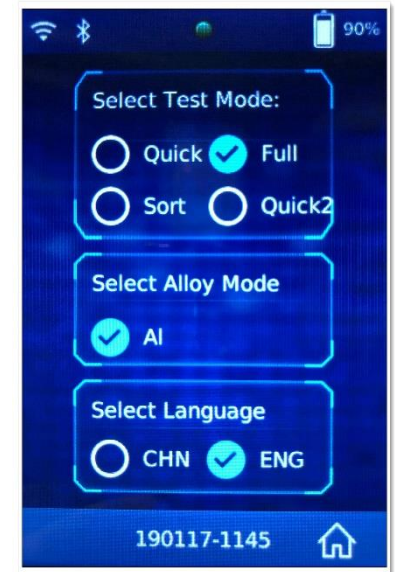 90%
Select Test Mode:
Quick Full
Sort Quick2
Select Alloy Mode
Al
Select Language
CHN ENG
190117-1145